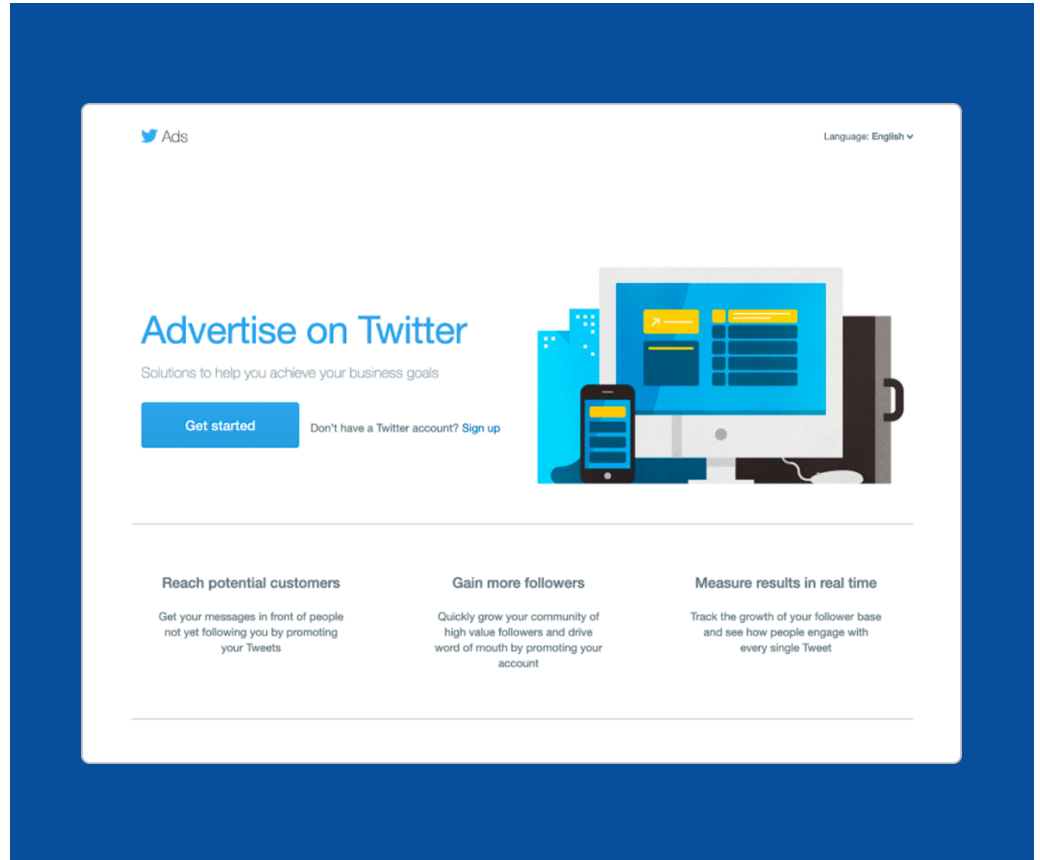 Ads
Language: English
Advertise on Twitter
Solutions to help you achieve your business goals
Get started
Don't have a Twitter account? Sign up
Reach potential customers
Get your messages in front of people
not yet following you by promoting
your Tweets
Gain more followers
Quickly grow your community of
high value followers and drive
word of mouth by promoting your
account
Measure results in real time
Track the growth of your follower base
and see how people engage with
every single Tweet